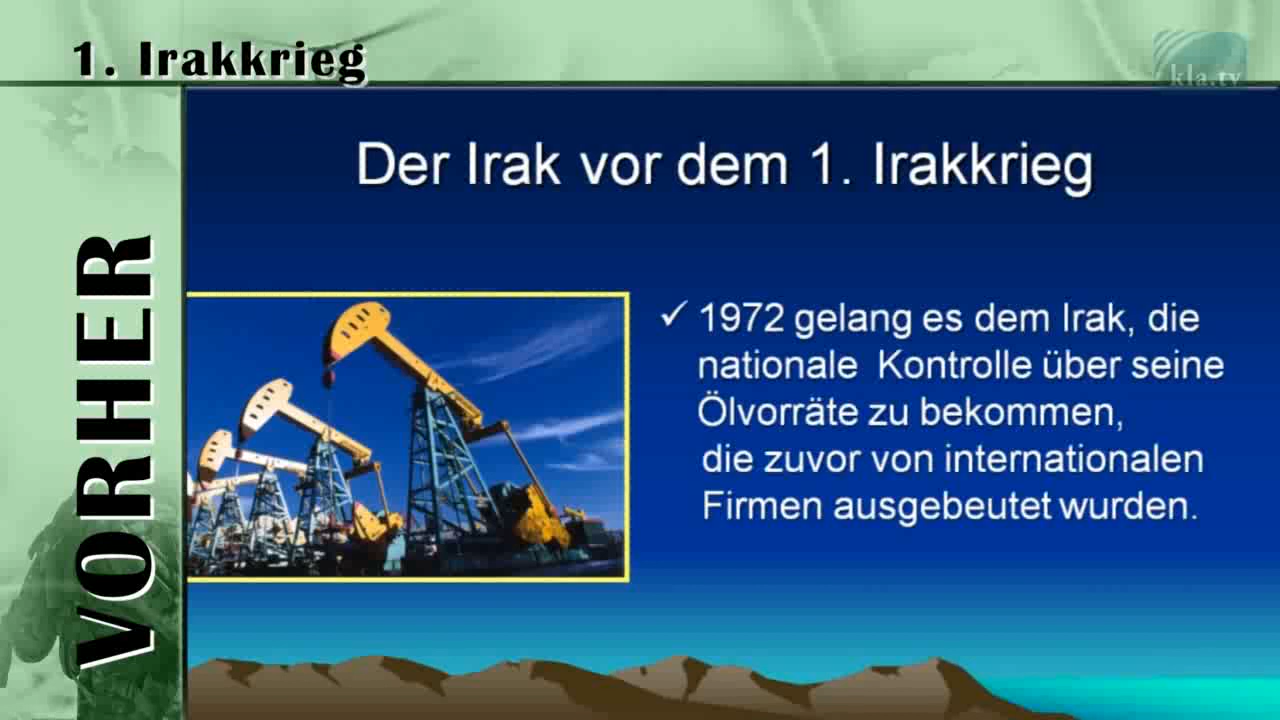 1. Irakkrieg
kla.tv
VORHER
Der Irak vor dem 1. Irakkrieg
✓ 1972 gelang es dem Irak, die
nationale Kontrolle über seine
Ölvorräte zu bekommen,
die zuvor von internationalen
Firmen ausgebeutet wurden.